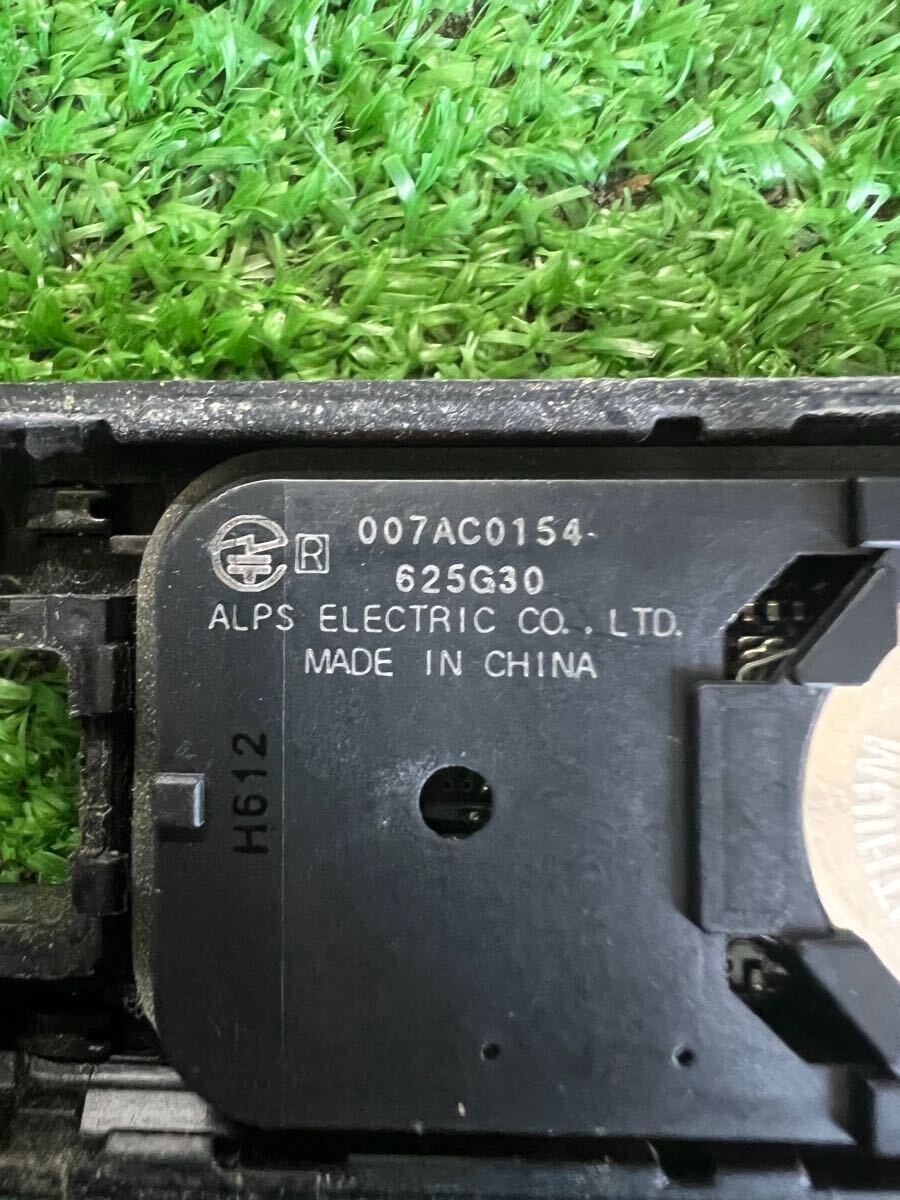 R 007AC0154
625G30
ALPS ELECTRIC CO., LTD.
MADE IN CHINA
H612